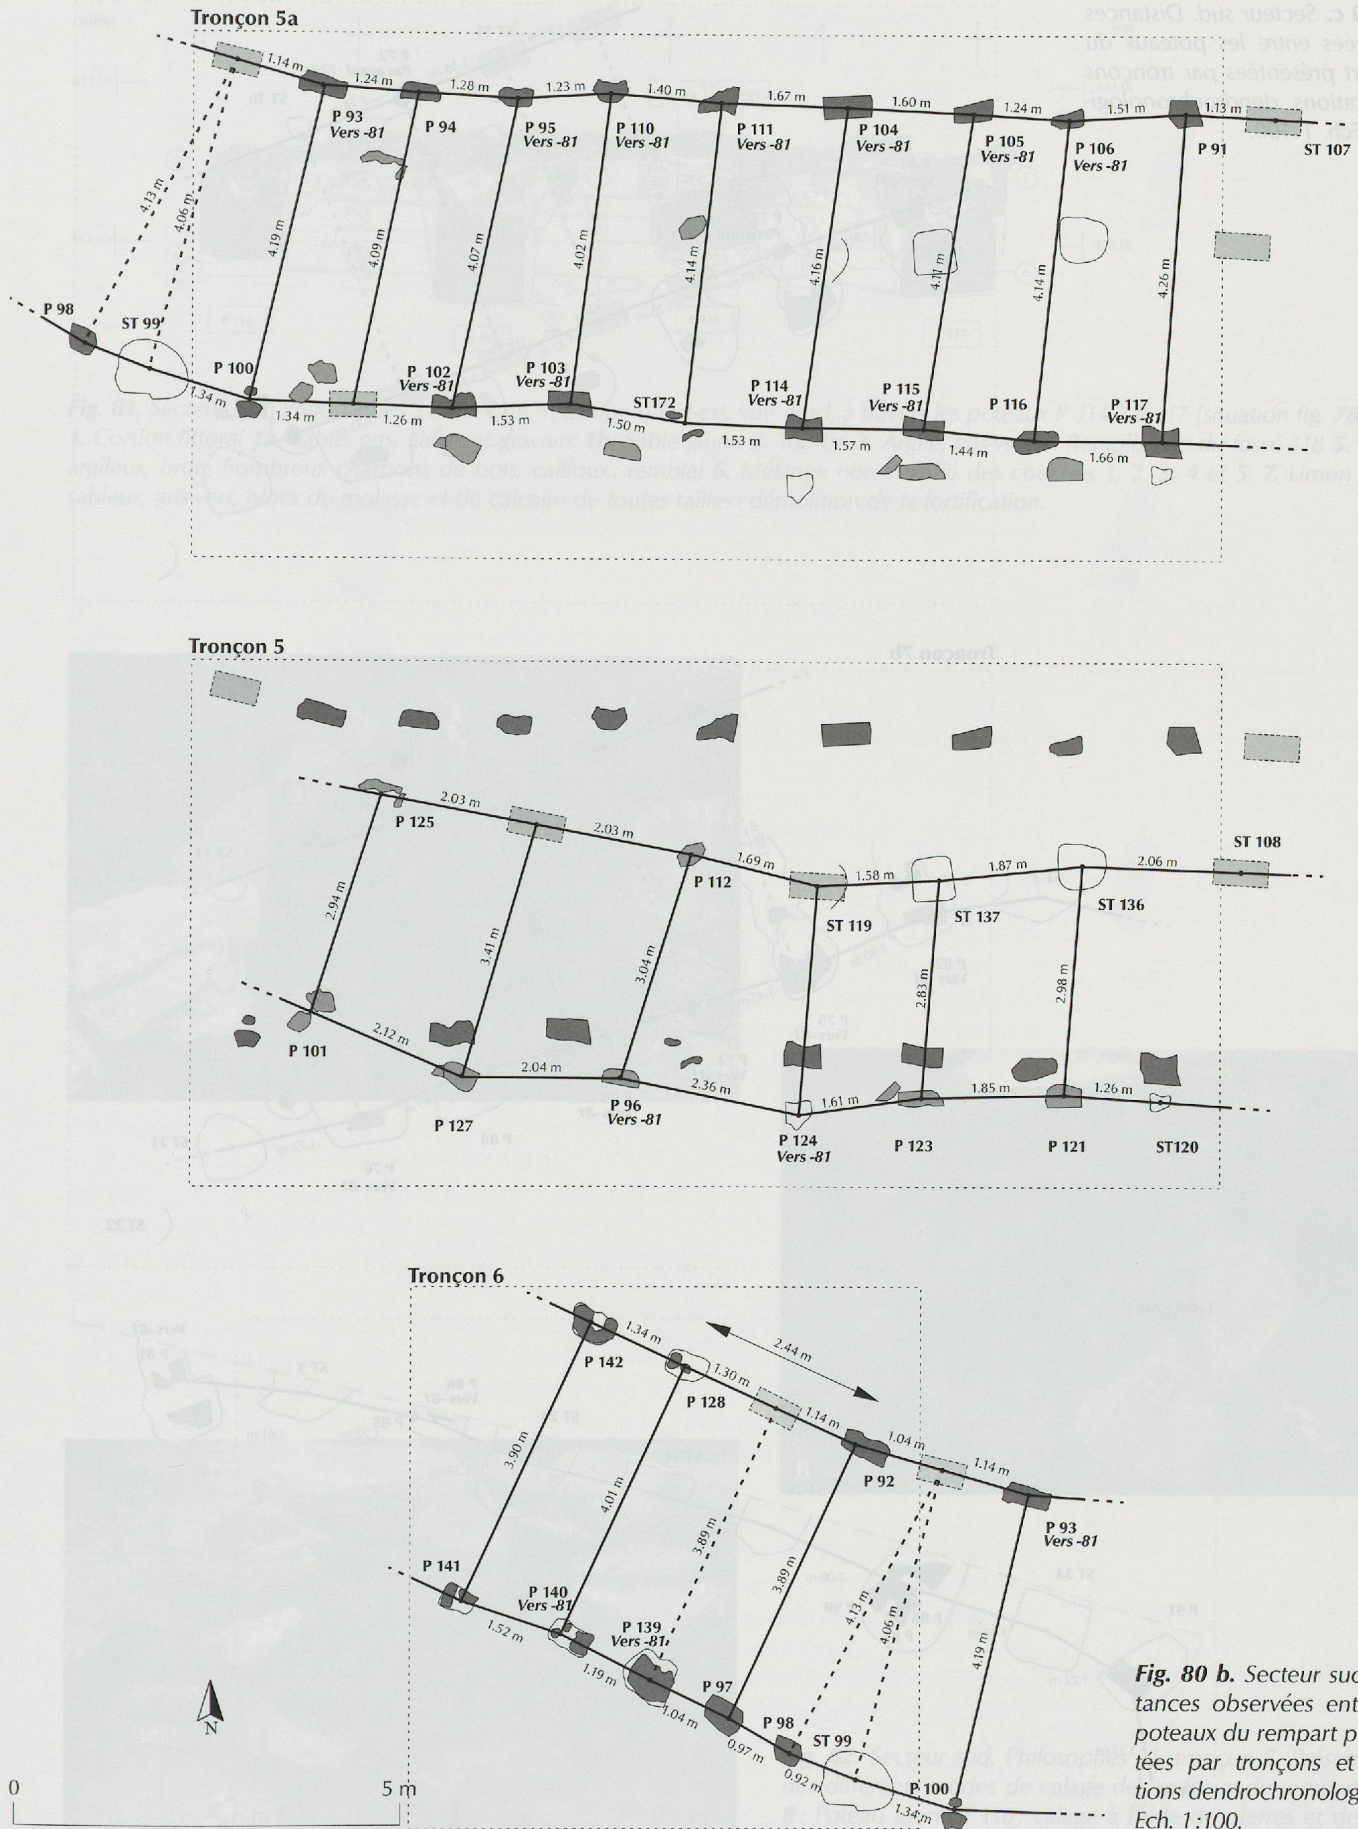 Tronçon 5a
1.14 m
1.24 m
1.28 m
1.23 m
1.40 m
1.67 m
1.60 m
1.24 m
1.51 m
1.13 m
P 93
Vers -81
P 94
P 95
Vers -81
P 110
Vers -81
P 111
Vers -81
P 104
Vers -81
P 105
Vers -81
P 106
Vers -81
P 91
ST 107
4.13 m
4.06 m
4.19 m
4.09 m
4.07 m
4.02 m
4.14 m
4.16 m
4.11 m
4.14 m
4.26 m
P 98
ST 99
P 100
P 102
Vers -81
P 103
Vers -81
ST172
P 114
Vers -81
P 115
Vers -81
P 116
P 117
Vers -81
1.34 m
1.34 m
1.26 m
1.53 m
1.50 m
1.53 m
1.57 m
1.44 m
1.66 m
Tronçon 5
2.03 m
2.03 m
1.69 m
1.58 m
1.87 m
2.06 m
ST 108
P 125
P 112
ST 119
ST 137
ST 136
2.94 m
3.41 m
3.04 m
2.83 m
2.98 m
P 101
2.12 m
2.04 m
2.36 m
1.61 m
1.85 m
1.26 m
P 127
P 96
Vers -81
P 124
Vers -81
P 123
P 121
ST120
Tronçon 6
1.34 m
2.44 m
P 142
1.30 m
P 128
1.14 m
1.04 m
P 92
1.14 m
P 93
Vers -81
3.90 m
4.01 m
3.89 m
3.89 m
4.13 m
4.06 m
4.19 m
P 141
P 140
Vers -81
P 139
Vers -81
P 97
P 98
ST 99
P 100
1.52 m
1.19 m
1.04 m
0.97 m
0.92 m
1.34 m
N
0
5 m
Fig. 80 b. Secteur sud
tances observées ent
poteaux du rempart p
tées par tronçons et
tions dendrochronolog
Ech. 1 :100.